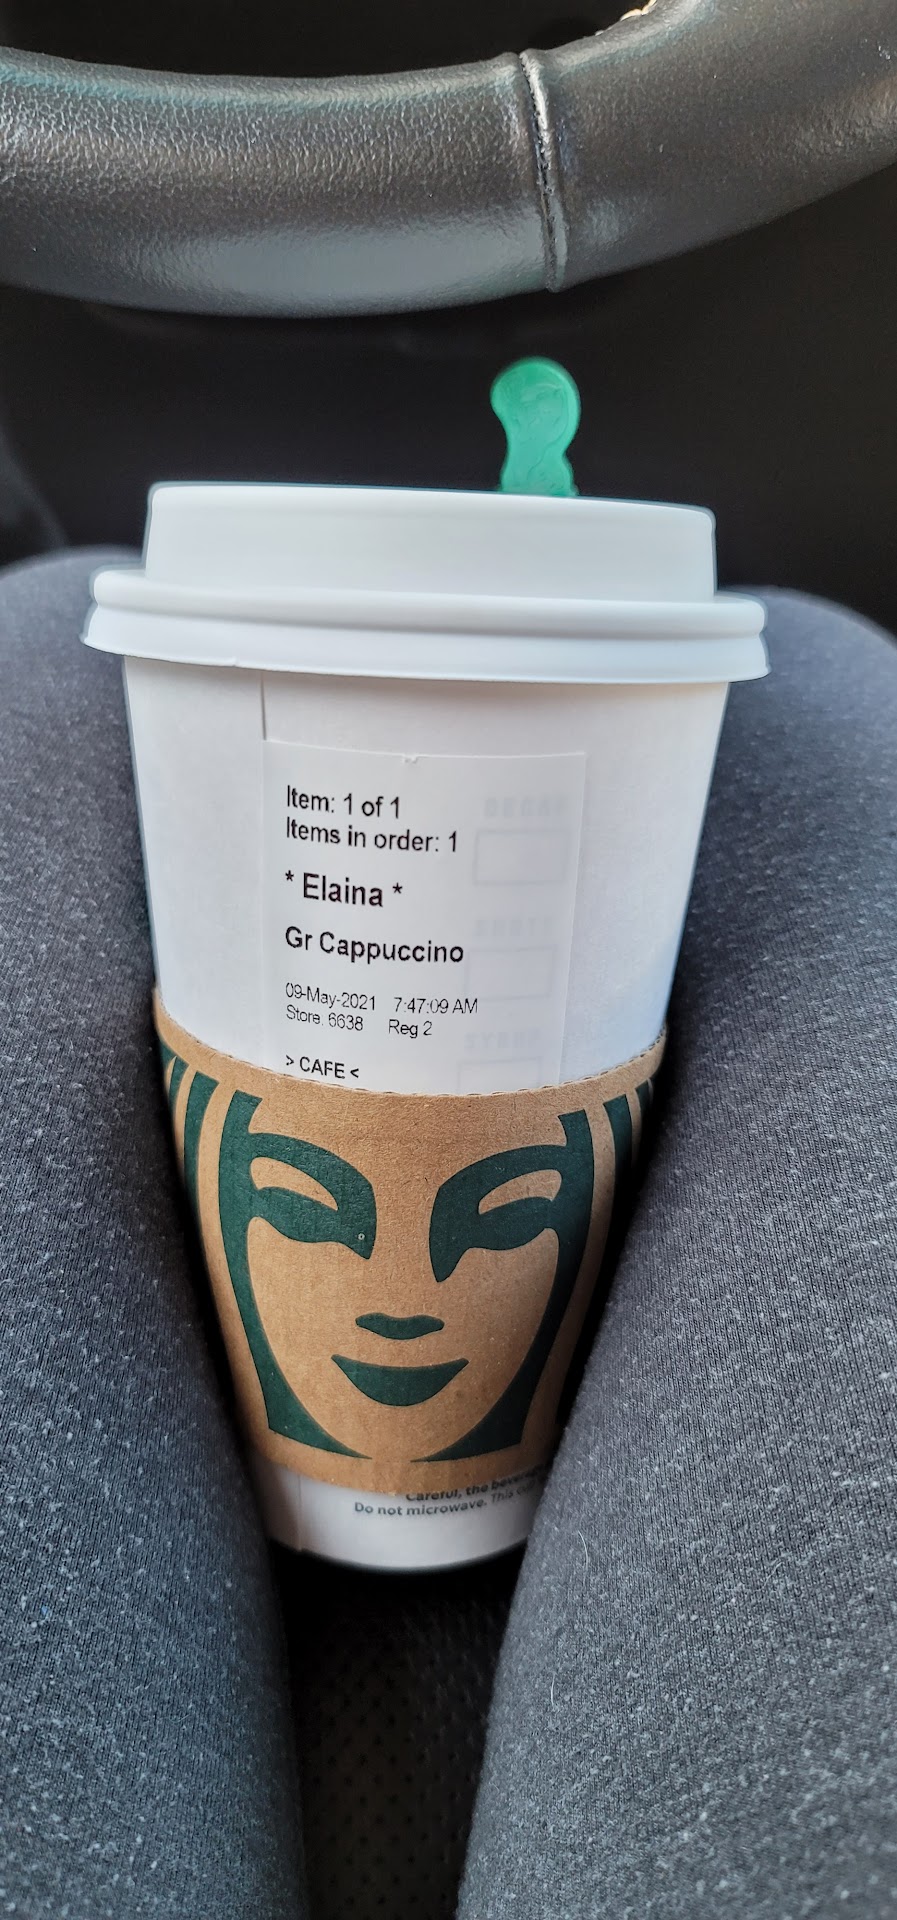 Item: 1 of 1
Items in order: 1
* Elaina *
Gr Cappuccino
09-May-2021 7:47:09 AM
Store. 6638 Reg 2
> CAFE <
Careful, the beverage
Do not microwave. This